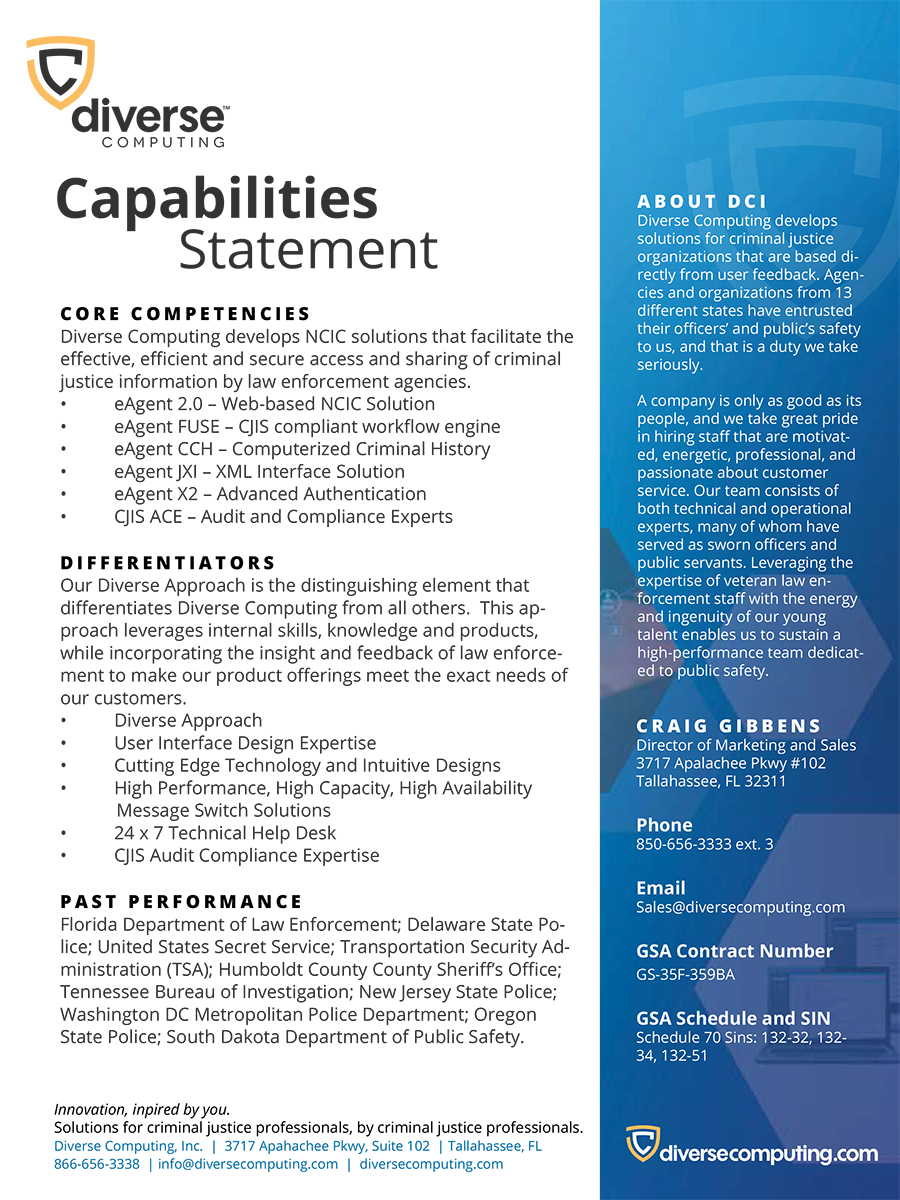 diverse™
COMPUTING
Capabilities
Statement
CORE COMPETENCIES
Diverse Computing develops NCIC solutions that facilitate the
effective, efficient and secure access and sharing of criminal
justice information by law enforcement agencies.
• eAgent 2.0 – Web-based NCIC Solution
• eAgent FUSE – CJIS compliant workflow engine
• eAgent CCH – Computerized Criminal History
• eAgent JXI – XML Interface Solution
• eAgent X2 – Advanced Authentication
• CJIS ACE – Audit and Compliance Experts
DIFFERENTIATORS
Our Diverse Approach is the distinguishing element that
differentiates Diverse Computing from all others.  This ap-
proach leverages internal skills, knowledge and products,
while incorporating the insight and feedback of law enforce-
ment to make our product offerings meet the exact needs of
our customers.
• Diverse Approach
• User Interface Design Expertise
• Cutting Edge Technology and Intuitive Designs
• High Performance, High Capacity, High Availability
Message Switch Solutions
• 24 x 7 Technical Help Desk
• CJIS Audit Compliance Expertise
PAST PERFORMANCE
Florida Department of Law Enforcement; Delaware State Po-
lice; United States Secret Service; Transportation Security Ad-
ministration (TSA); Humboldt County County Sheriff's Office;
Tennessee Bureau of Investigation; New Jersey State Police;
Washington DC Metropolitan Police Department; Oregon
State Police; South Dakota Department of Public Safety.
Innovation, inpired by you.
Solutions for criminal justice professionals, by criminal justice professionals.
Diverse Computing, Inc. | 3717 Apahachee Pkwy, Suite 102 | Tallahassee, FL
866-656-3338 | info@diversecomputing.com | diversecomputing.com
ABOUT DCI
Diverse Computing develops
solutions for criminal justice
organizations that are based di-
rectly from user feedback. Agen-
cies and organizations from 13
different states have entrusted
their officers' and public's safety
to us, and that is a duty we take
seriously.
A company is only as good as its
people, and we take great pride
in hiring staff that are motivat-
ed, energetic, professional, and
passionate about customer
service. Our team consists of
both technical and operational
experts, many of whom have
served as sworn officers and
public servants. Leveraging the
expertise of veteran law en-
forcement staff with the energy
and ingenuity of our young
talent enables us to sustain a
high-performance team dedicat-
ed to public safety.
CRAIG GIBBENS
Director of Marketing and Sales
3717 Apalachee Pkwy #102
Tallahassee, FL 32311
Phone
850-656-3333 ext. 3
Email
Sales@diversecomputing.com
GSA Contract Number
GS-35F-359BA
GSA Schedule and SIN
Schedule 70 Sins: 132-32, 132-
34, 132-51
diversecomputing.com